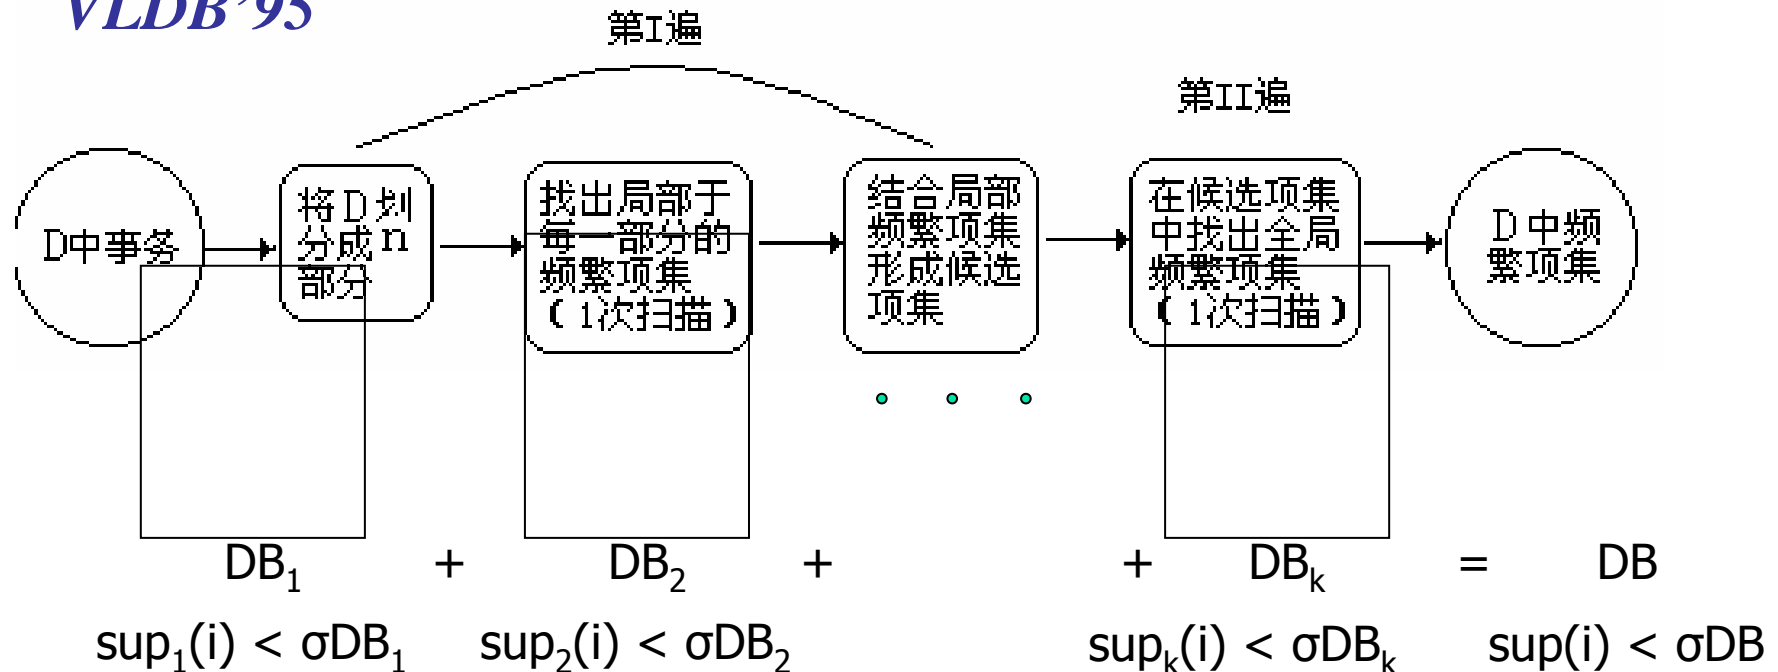 VLDB’95
第I遍
第II遍
D中事务
将D划
分成n
部分
找出局部于
每一部分的
频繁项集
（1次扫描）
结合局部
频繁项集
形成候选
项集
在候选项集
中找出全局
频繁项集
（1次扫描）
D中频
繁项集
DB₁ + DB₂ + + DBₖ = DB
sup₁(i) < σDB₁ sup₂(i) < σDB₂ supₖ(i) < σDBₖ sup(i) < σDB